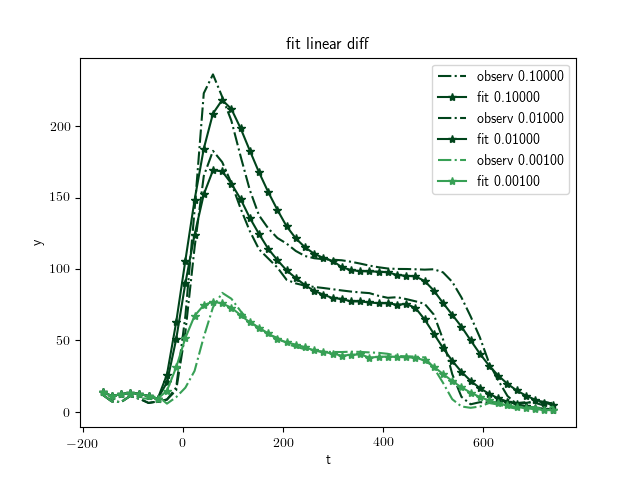 fit linear diff
observ 0.10000
fit 0.10000
observ 0.01000
fit 0.01000
observ 0.00100
fit 0.00100
200
150
100
50
0
y
−200 0 200 400 600
t